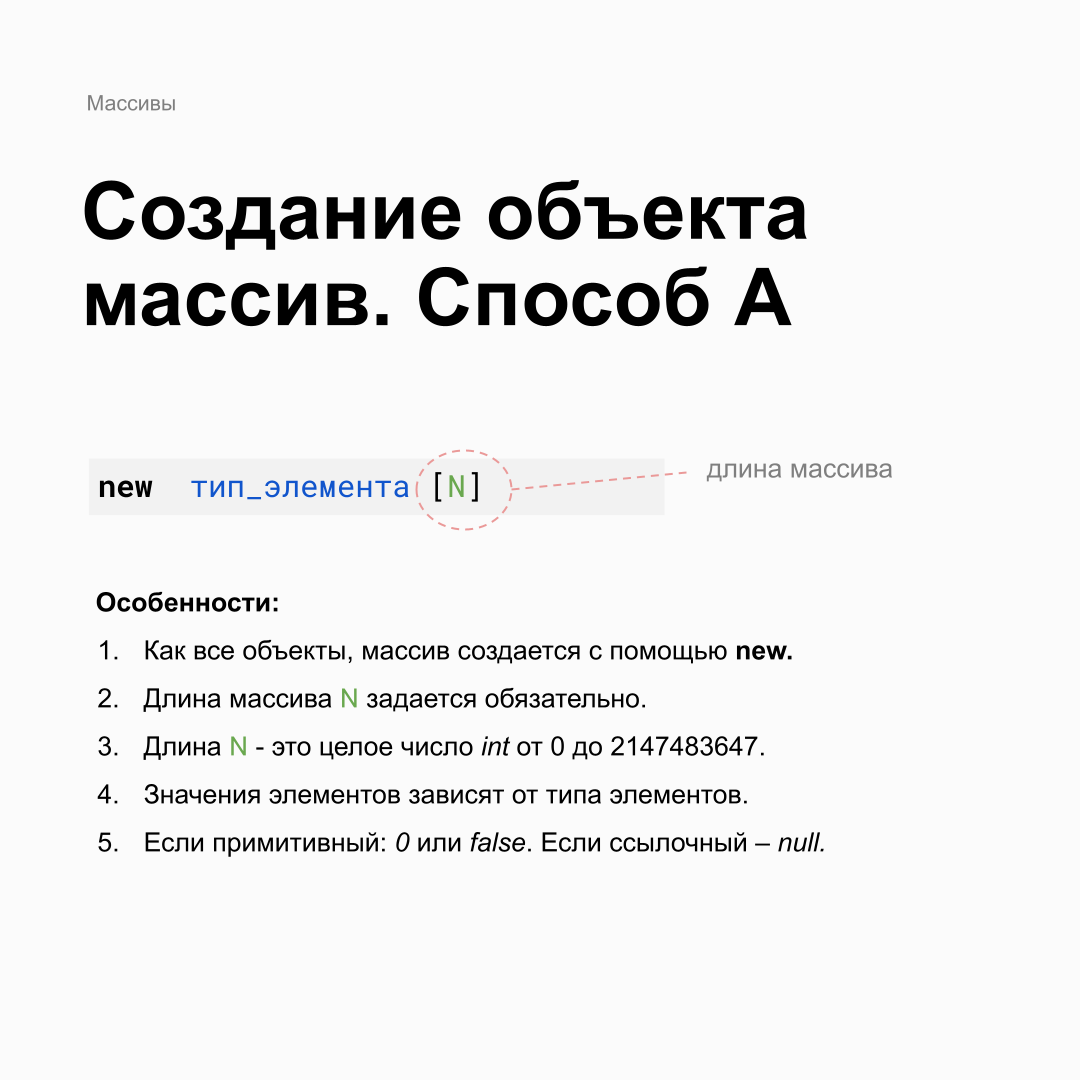 Массивы
Создание объекта
массив. Способ А
new тип_элемента [N]
длина массива
Особенности:
1. Как все объекты, массив создается с помощью new.
2. Длина массива N задается обязательно.
3. Длина N - это целое число int от 0 до 2147483647.
4. Значения элементов зависят от типа элементов.
5. Если примитивный: 0 или false. Если ссылочный – null.